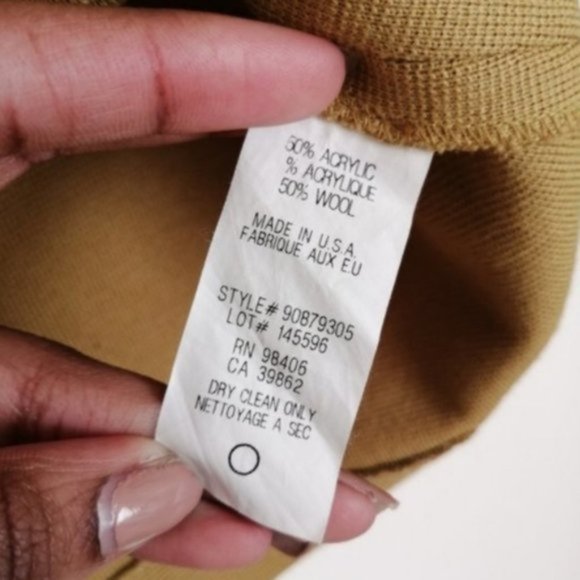 50% ACRYLIC
% ACRYLIQUE
50% WOOL
MADE IN U.S.A.
FABRIQUE AUX E.U
STYLE# 90879305
LOT# 145596
RN 98406
CA 39862
DRY CLEAN ONLY
NETTOYAGE A SEC